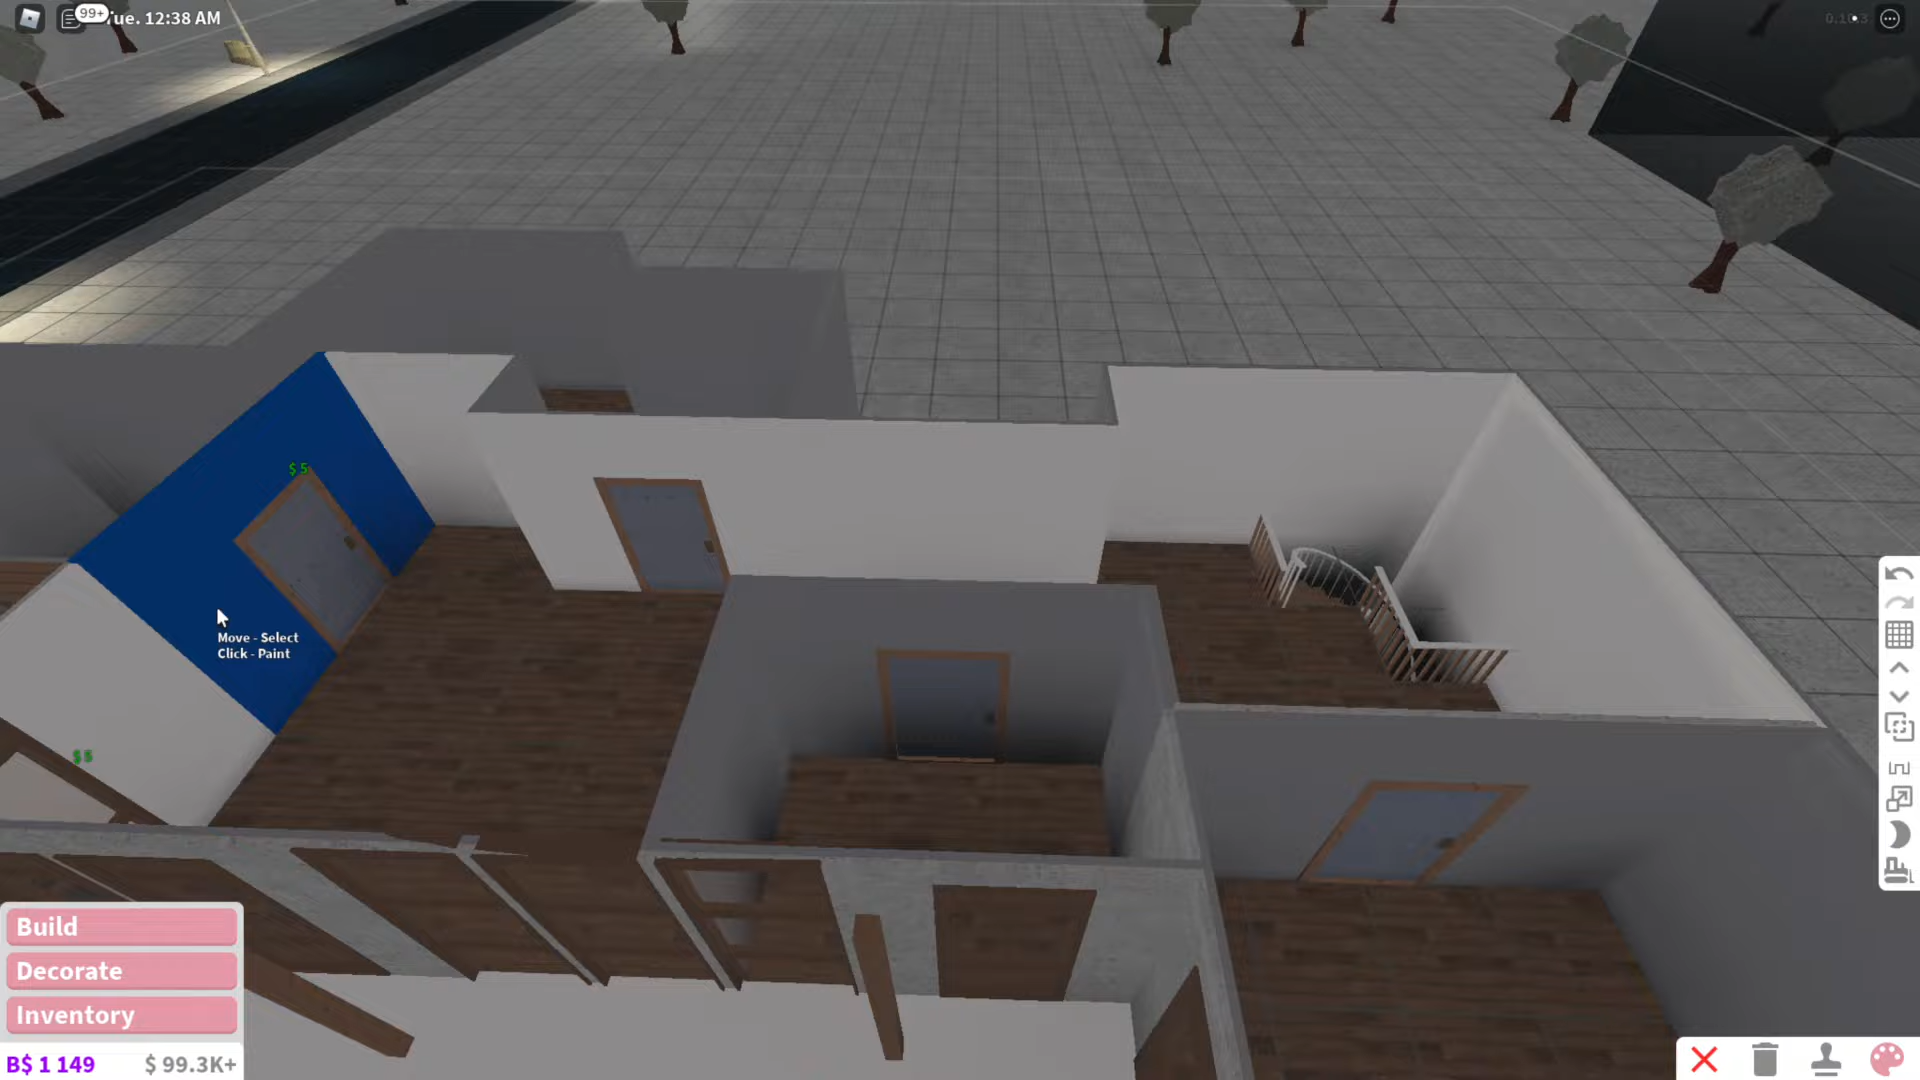 99+
Tue. 12:38 AM
$ 5
Move - Select
Click - Paint
$ 5
Build
Decorate
Inventory
B$ 1 149
$ 99.3K+